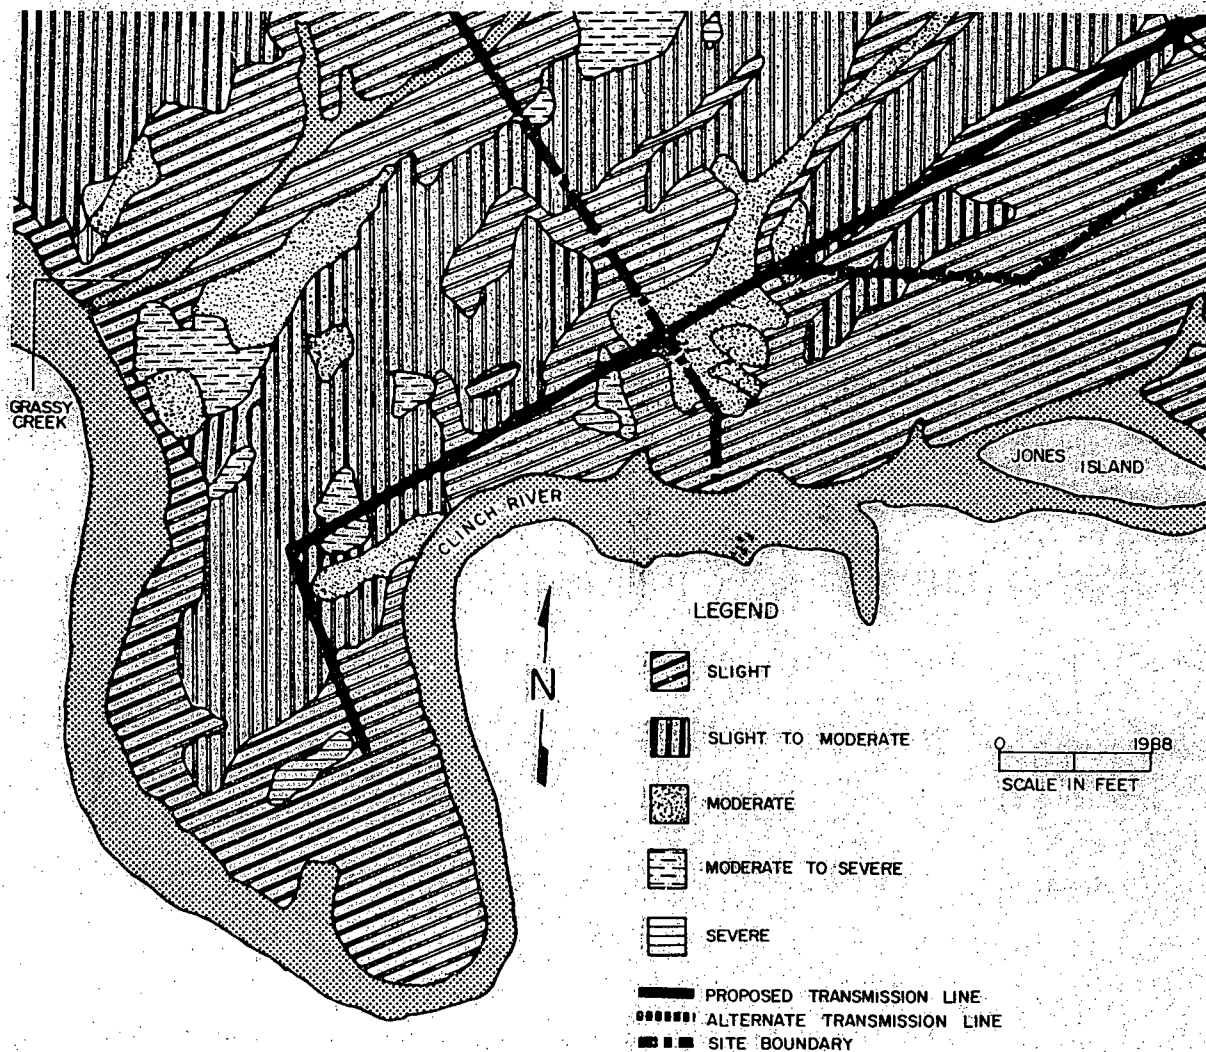 GRASSY
CREEK
CLINCH RIVER
JONES ISLAND
N
LEGEND
SLIGHT
SLIGHT TO MODERATE
MODERATE
MODERATE TO SEVERE
SEVERE
PROPOSED TRANSMISSION LINE
ALTERNATE TRANSMISSION LINE
SITE BOUNDARY
0 1988
SCALE IN FEET